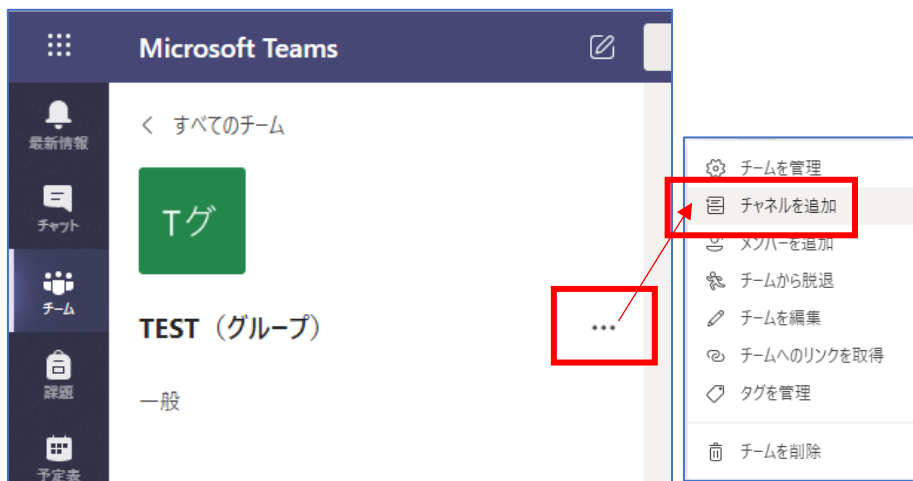 Microsoft Teams
最新情報
チャット
チーム
課題
予定表
すべてのチーム
Tグ
TEST（グループ）
...
一般
チームを管理
チャネルを追加
メンバーを追加
チームから脱退
チームを編集
チームへのリンクを取得
タグを管理
チームを削除